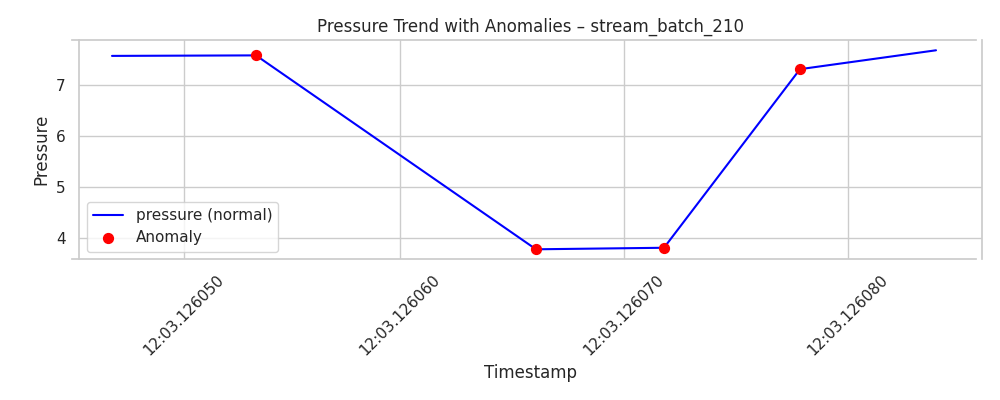 Pressure Trend with Anomalies – stream_batch_210
Pressure
7
6
5
4
pressure (normal)
Anomaly
12:03.126050
12:03.126060
12:03.126070
12:03.126080
Timestamp